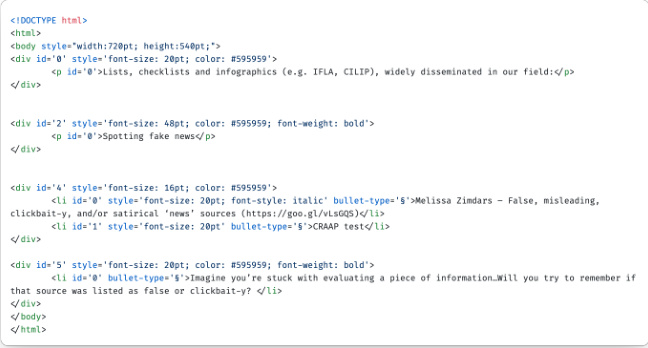 <!DOCTYPE html>
<html>
<body style="width:720pt; height:540pt;">
<div id='0' style='font-size: 20pt; color: #595959'>
<p id='0'>Lists, checklists and infographics (e.g. IFLA, CILIP), widely disseminated in our field:</p>
</div>
<div id='2' style='font-size: 48pt; color: #595959; font-weight: bold'>
<p id='0'>Spotting fake news</p>
</div>
<div id='4' style='font-size: 16pt; color: #595959'>
<li id='0' style='font-size: 20pt; font-style: italic' bullet-type='§'>Melissa Zimdars – False, misleading,
clickbait-y, and/or satirical ‘news’ sources (https://goo.gl/vLsGQS)</li>
<li id='1' style='font-size: 20pt' bullet-type='§'>CRAAP test</li>
</div>
<div id='5' style='font-size: 20pt; color: #595959; font-weight: bold'>
<li id='0' bullet-type='§'>Imagine you’re stuck with evaluating a piece of information…Will you try to remember if
that source was listed as false or clickbait-y? </li>
</div>
</body>
</html>